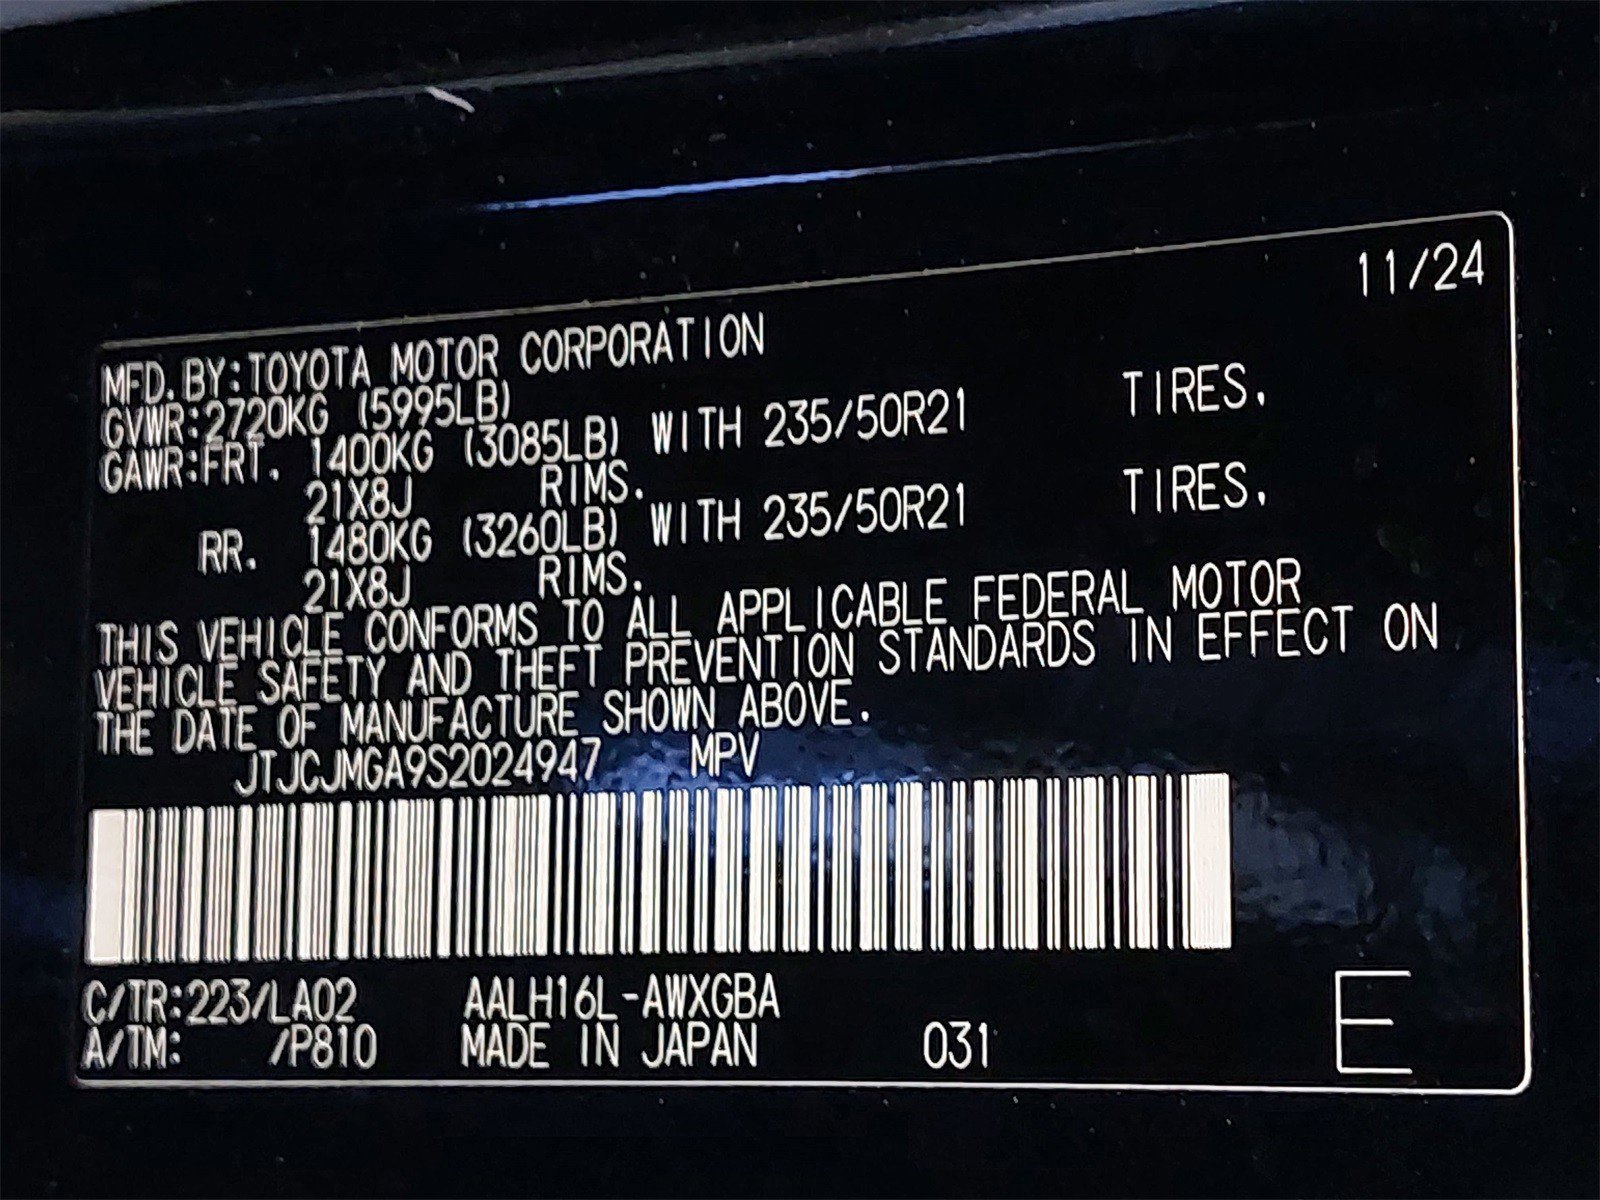 11/24
MFD.BY:TOYOTA MOTOR CORPORATION
GVWR:2720KG (5995LB)
GAWR:FRT. 1400KG (3085LB) WITH 235/50R21 TIRES.
21X8J RIMS.
RR. 1480KG (3260LB) WITH 235/50R21 TIRES.
21X8J RIMS.
THIS VEHICLE CONFORMS TO ALL APPLICABLE FEDERAL MOTOR
VEHICLE SAFETY AND THEFT PREVENTION STANDARDS IN EFFECT ON
THE DATE OF MANUFACTURE SHOWN ABOVE.
JTJCJMGA9S2024947 MPV
C/TR:223/LA02 AALH16L-AWXGBA
A/TM: /P810 MADE IN JAPAN 031 E